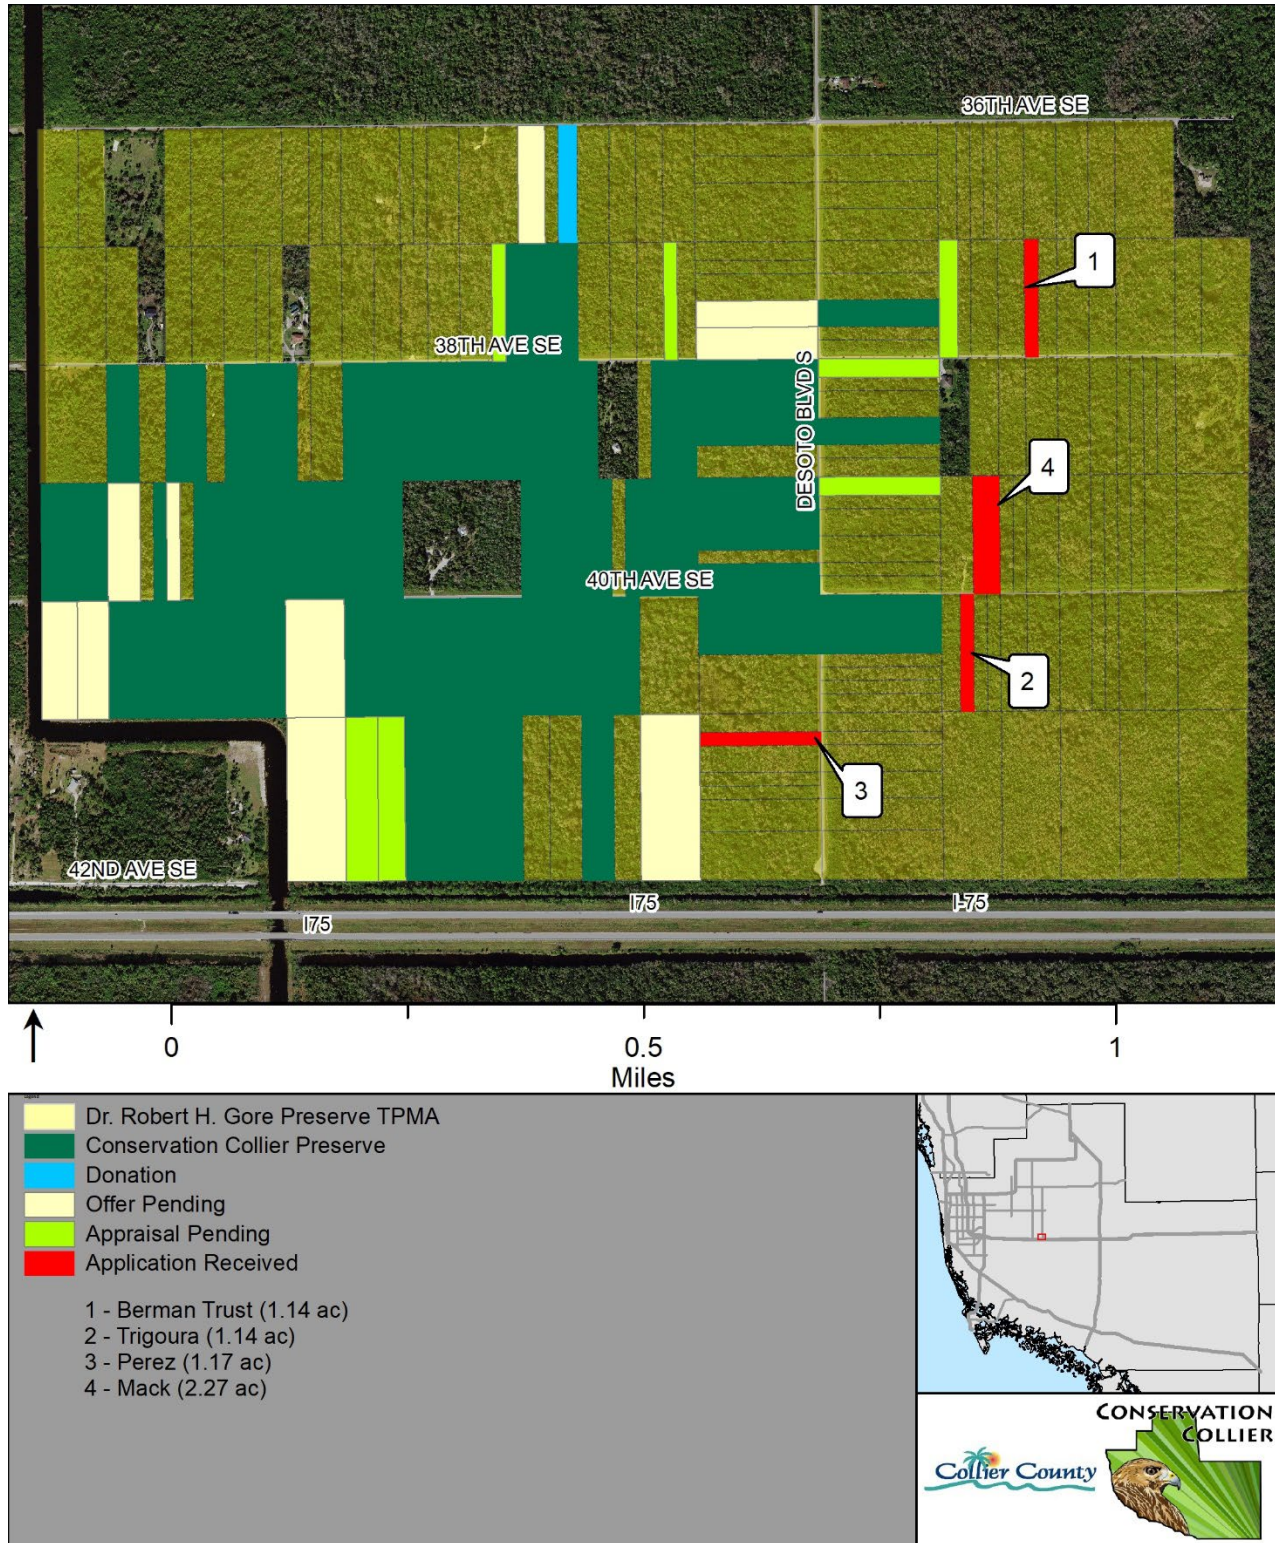 36TH AVE SE
1
38TH AVE SE
DESOTO BLVD S
4
40TH AVE SE
2
3
42ND AVE SE
I75
I-75
I75
0
0.5
1
Miles
Dr. Robert H. Gore Preserve TPMA
Conservation Collier Preserve
Donation
Offer Pending
Appraisal Pending
Application Received
1 - Berman Trust (1.14 ac)
2 - Trigoura (1.14 ac)
3 - Perez (1.17 ac)
4 - Mack (2.27 ac)
CONSERVATION
COLLIER
Collier County